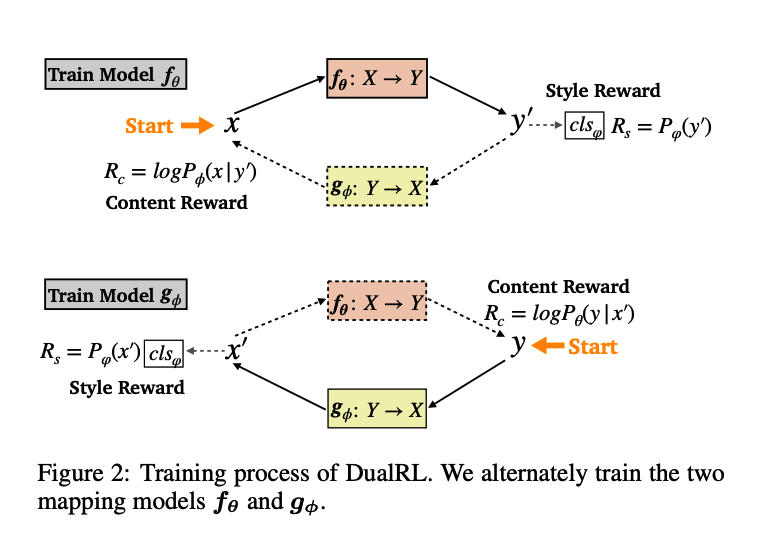 Train Model f_θ
f_θ: X → Y
Style Reward
Start
x
y′
cls_φ R_s = P_φ(y′)
R_c = logP_ϕ(x|y′)
g_ϕ: Y → X
Content Reward
Train Model g_ϕ
Content Reward
f_θ: X → Y
R_c = logP_θ(y|x′)
R_s = P_φ(x′) cls_φ
x′
y
Start
Style Reward
g_ϕ: Y → X
Figure 2: Training process of DualRL. We alternately train the two
mapping models f_θ and g_ϕ.